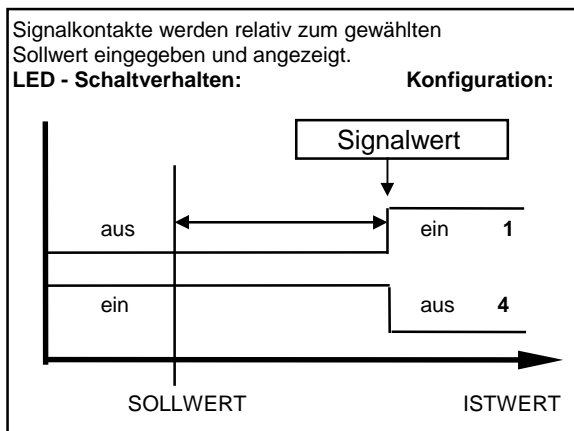 Signalkontakte werden relativ zum gewählten
Sollwert eingegeben und angezeigt.
LED - Schaltverhalten: Konfiguration:
Signalwert
aus ein 1
ein aus 4
SOLLWERT ISTWERT